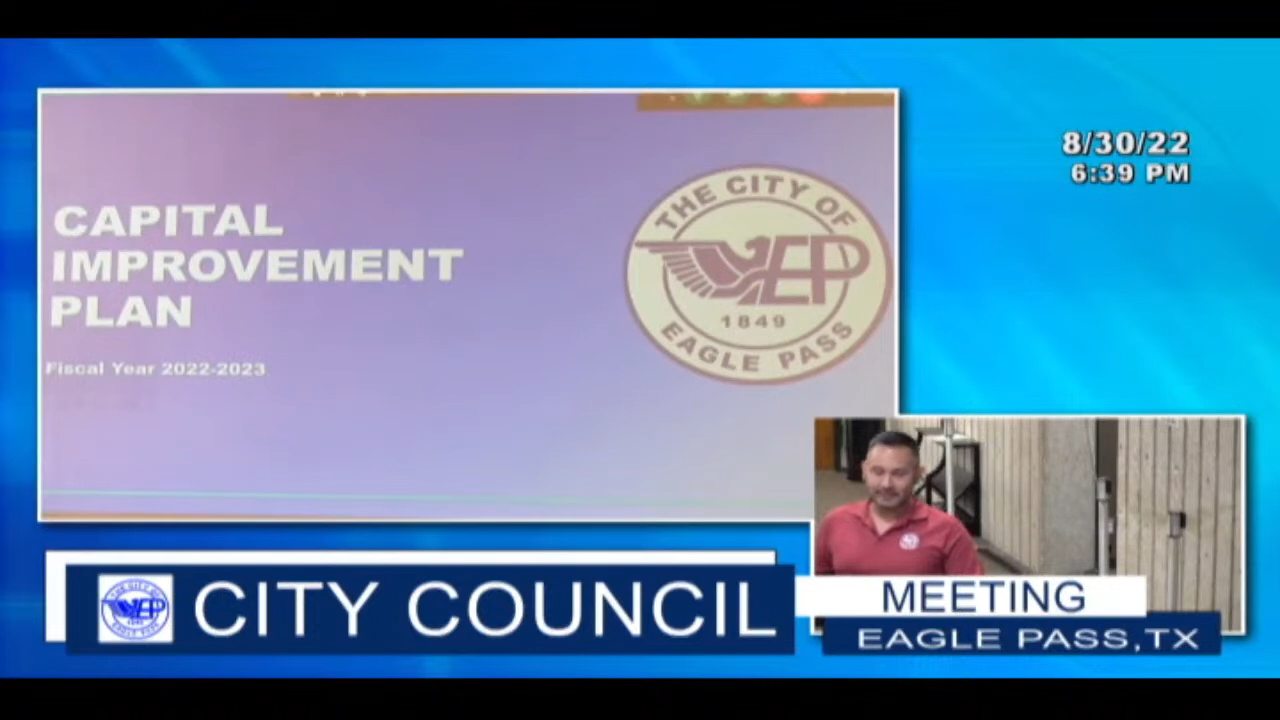 CAPITAL
IMPROVEMENT
PLAN
Fiscal Year 2022-2023
THE CITY OF
EP
1849
EAGLE PASS
8/30/22
6:39 PM
CITY COUNCIL
MEETING
EAGLE PASS,TX